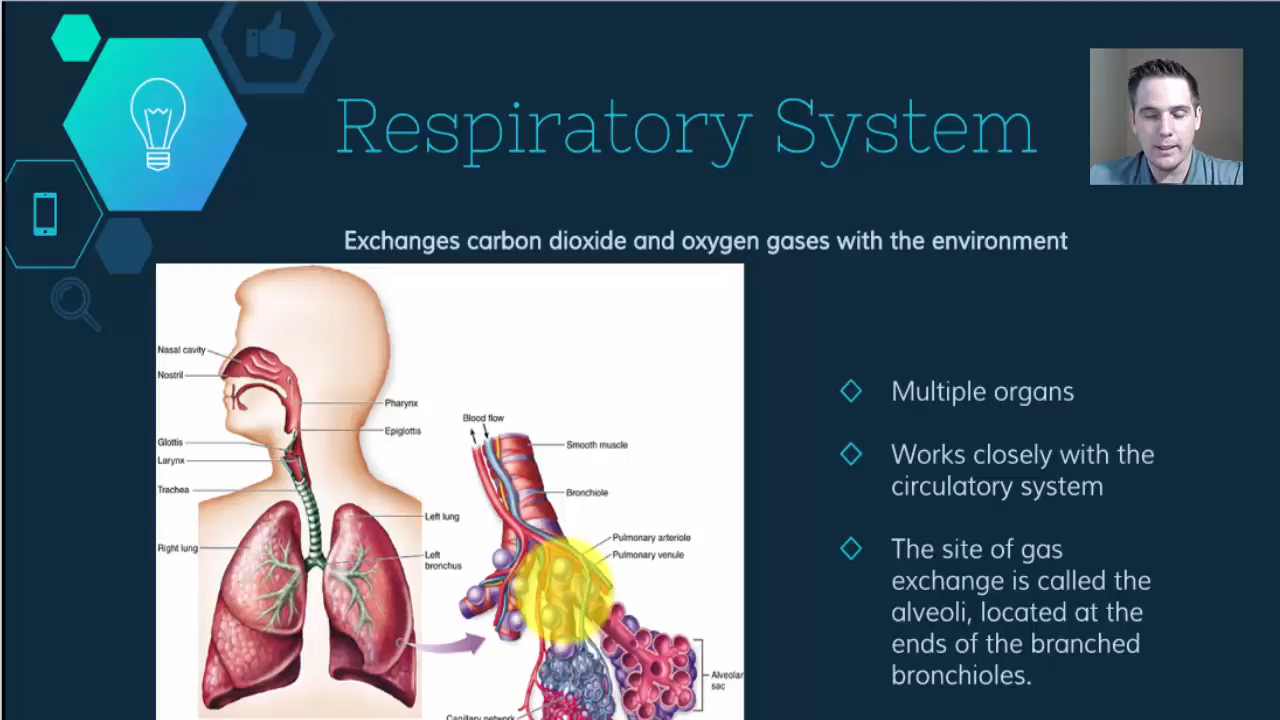 Respiratory System
Exchanges carbon dioxide and oxygen gases with the environment
Nasal cavity
Nostril
Pharynx
Epiglottis
Glottis
Larynx
Trachea
Left lung
Right lung
Left
bronchus
Blood flow
Smooth muscle
Bronchiole
Pulmonary arteriole
Pulmonary venule
Alveolar
sac
Capillary network
Multiple organs
Works closely with the
circulatory system
The site of gas
exchange is called the
alveoli, located at the
ends of the branched
bronchioles.